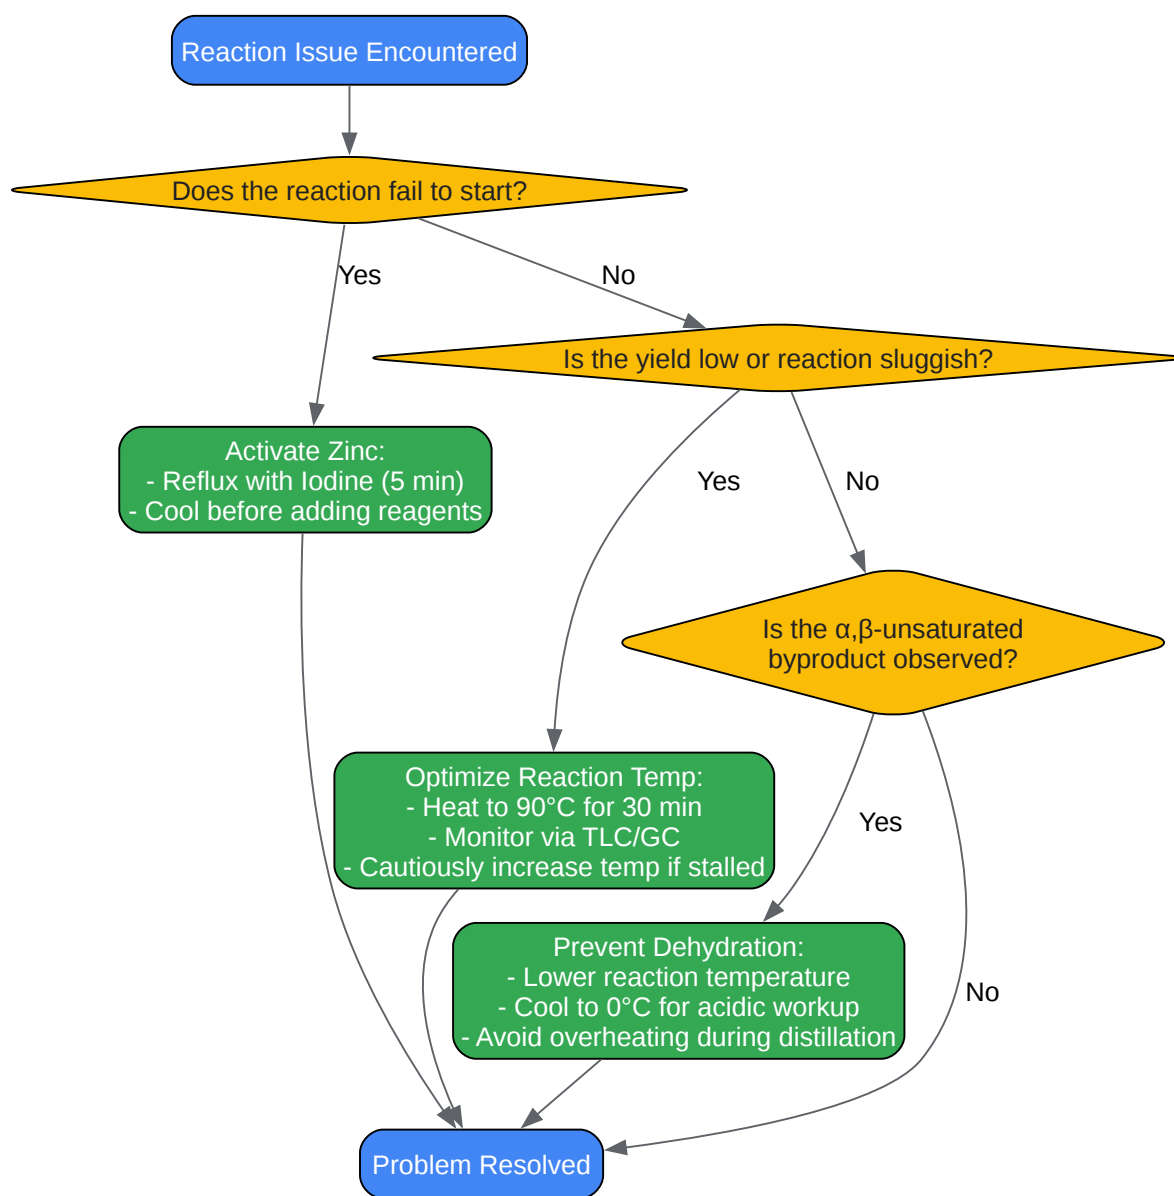 Reaction Issue Encountered
Does the reaction fail to start?
Yes
No
Is the yield low or reaction sluggish?
Activate Zinc:
- Reflux with Iodine (5 min)
- Cool before adding reagents
Yes
No
Is the α,β-unsaturated
byproduct observed?
Optimize Reaction Temp:
- Heat to 90°C for 30 min
- Monitor via TLC/GC
- Cautiously increase temp if stalled
Yes
Prevent Dehydration:
- Lower reaction temperature
- Cool to 0°C for acidic workup
- Avoid overheating during distillation
No
Problem Resolved